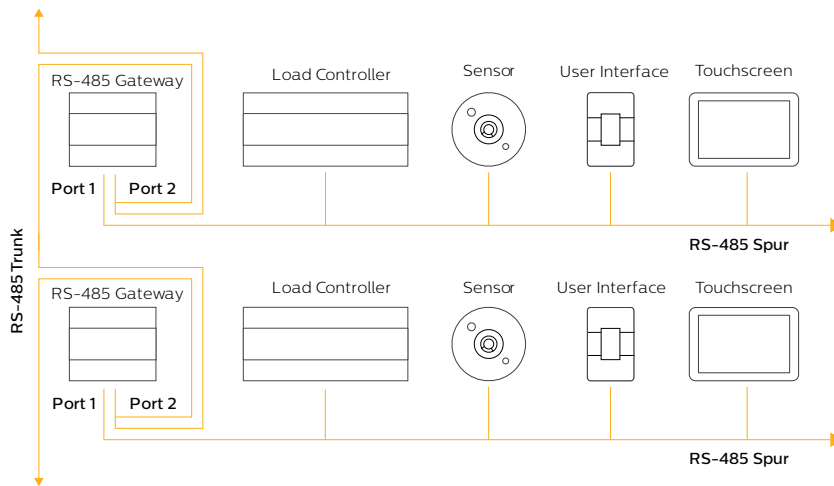 RS-485 Gateway
Load Controller
Sensor
User Interface
Touchscreen
Port 1
Port 2
RS-485 Spur
RS-485 Trunk
RS-485 Gateway
Load Controller
Sensor
User Interface
Touchscreen
Port 1
Port 2
RS-485 Spur